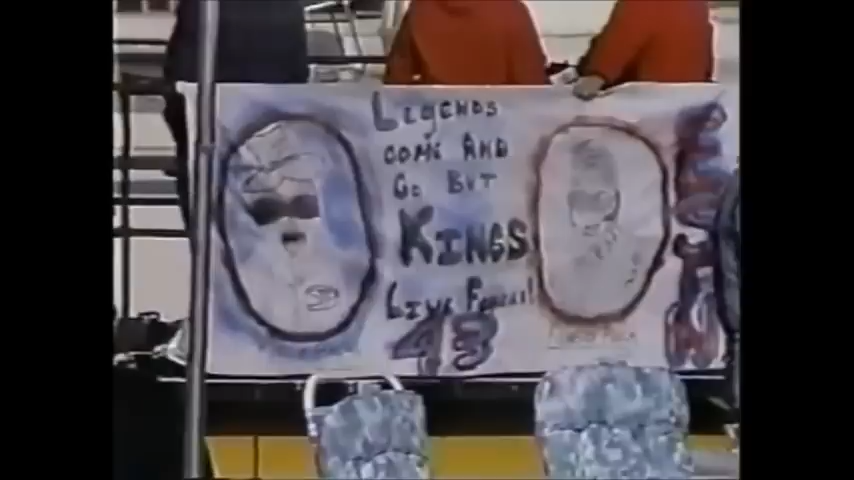 Legends
COME AND
GO BUT
KINGS
LIVE FOREVER!
43